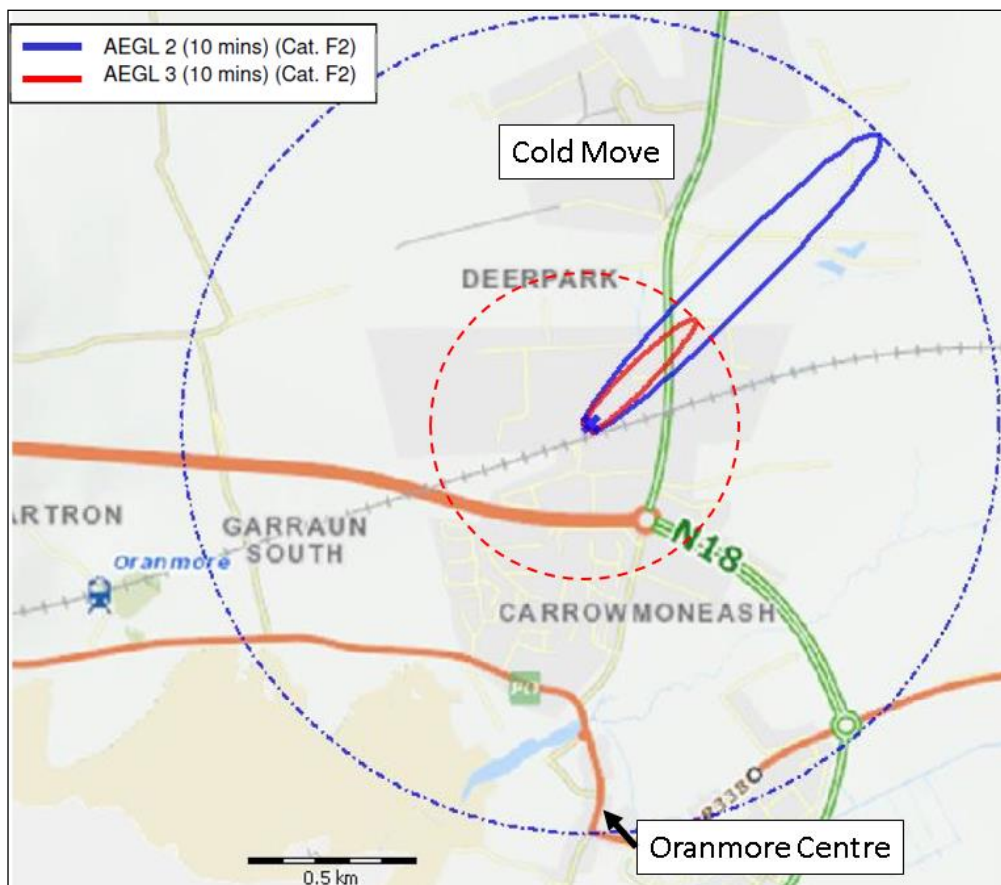 AEGL 2 (10 mins) (Cat. F2)
AEGL 3 (10 mins) (Cat. F2)
Cold Move
DEERPARK
ARTRON
GARRAUN
SOUTH
Oranmore
N18
CARROWMONEASH
PO
R338
Oranmore Centre
0.5 km